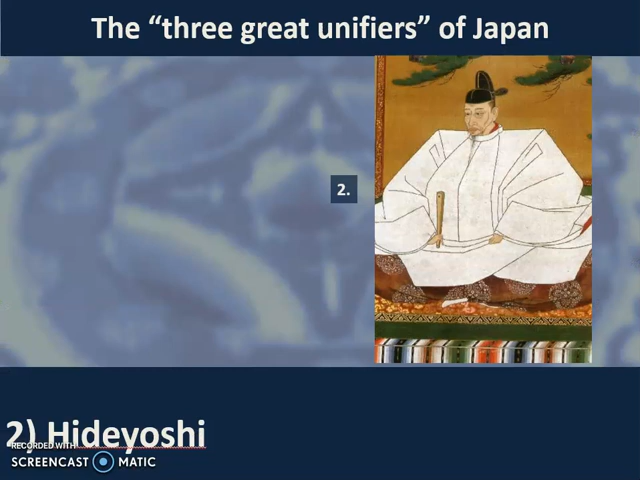 The “three great unifiers” of Japan
2.
2) Hideyoshi
RECORDED WITH
SCREENCAST MATIC